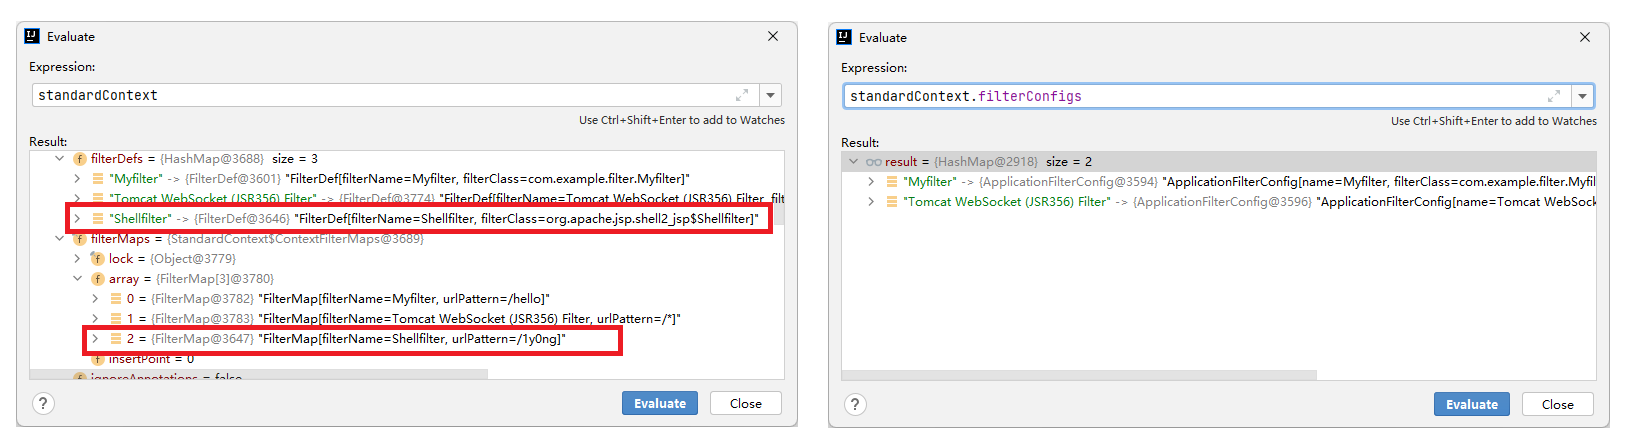 Evaluate
Expression:
standardContext
Use Ctrl+Shift+Enter to add to Watches
Result:
filterDefs = {HashMap@3688} size = 3
"Myfilter" -> {FilterDef@3601} "FilterDef[filterName=Myfilter, filterClass=com.example.filter.Myfilter]"
"Tomcat WebSocket (JSR356) Filter" -> {FilterDef@3774} "FilterDef[filterName=Tomcat WebSocket (JSR356) Filter, filt
"Shellfilter" -> {FilterDef@3646} "FilterDef[filterName=Shellfilter, filterClass=org.apache.jsp.shell2_jsp$Shellfilter]"
filterMaps = {StandardContext$ContextFilterMaps@3689}
lock = {Object@3779}
array = {FilterMap[3]@3780}
0 = {FilterMap@3782} "FilterMap[filterName=Myfilter, urlPattern=/hello]"
1 = {FilterMap@3783} "FilterMap[filterName=Tomcat WebSocket (JSR356) Filter, urlPattern=/*]"
2 = {FilterMap@3647} "FilterMap[filterName=Shellfilter, urlPattern=/1y0ng]"
insertPoint = 0
ignoreAnnotations = false
?
Evaluate
Close
Evaluate
Expression:
standardContext.filterConfigs
Use Ctrl+Shift+Enter to add to Watches
Result:
result = {HashMap@2918} size = 2
"Myfilter" -> {ApplicationFilterConfig@3594} "ApplicationFilterConfig[name=Myfilter, filterClass=com.example.filter.Myfil
"Tomcat WebSocket (JSR356) Filter" -> {ApplicationFilterConfig@3596} "ApplicationFilterConfig[name=Tomcat WebSock
?
Evaluate
Close